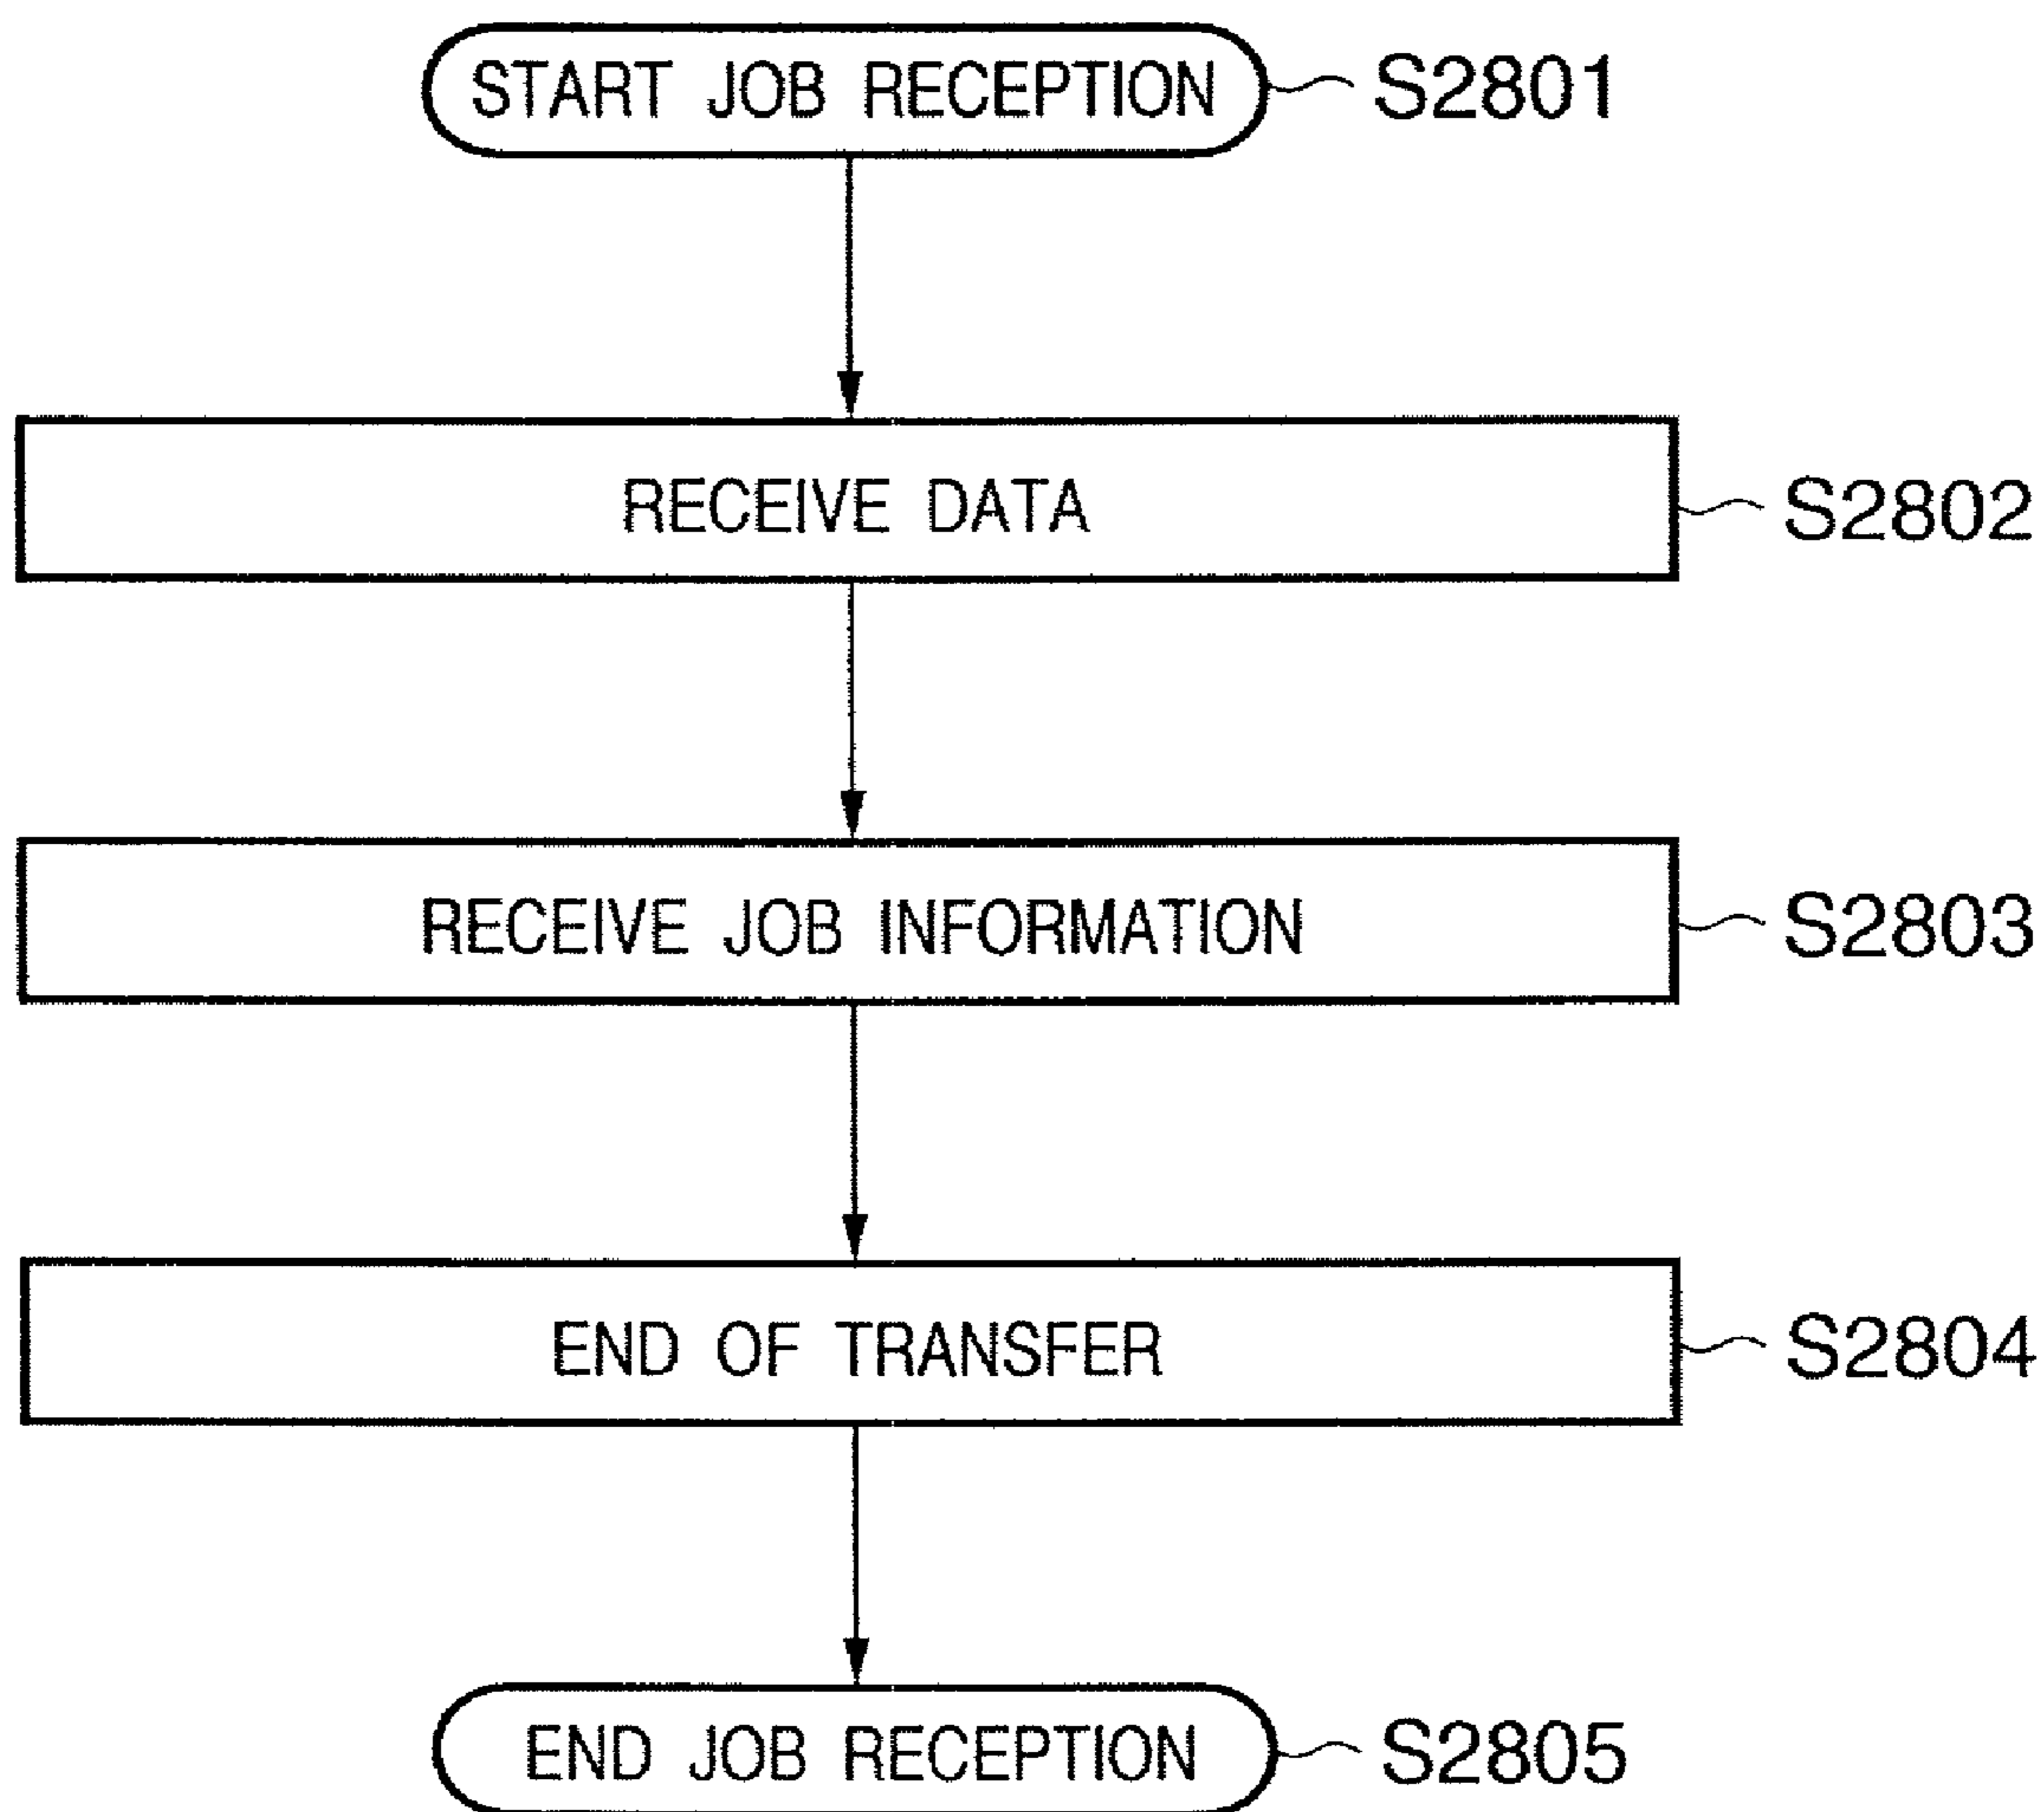 START JOB RECEPTION S2801
RECEIVE DATA S2802
RECEIVE JOB INFORMATION S2803
END OF TRANSFER S2804
END JOB RECEPTION S2805